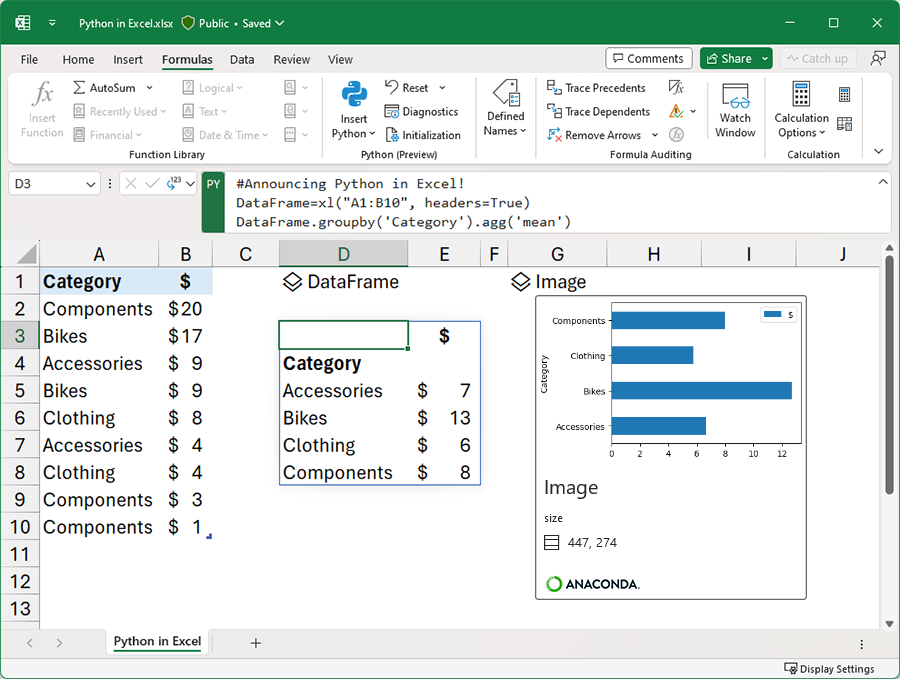 Python in Excel.xlsx Public • Saved
File Home Insert Formulas Data Review View Comments Share Catch up
fx Insert Function
AutoSum
Recently Used
Financial
Logical
Text
Date & Time
Function Library
Insert Python
Reset
Diagnostics
Initialization
Python (Preview)
Defined Names
Trace Precedents
Trace Dependents
Remove Arrows
fx
Formula Auditing
Watch Window
Calculation Options
Calculation
D3
123
PY
#Announcing Python in Excel!
DataFrame=xl("A1:B10", headers=True)
DataFrame.groupby('Category').agg('mean')
A B C D E F G H I J
1 Category $ DataFrame Image
2 Components $20
3 Bikes $17 $
4 Accessories $ 9 Category
5 Bikes $ 9 Accessories $ 7
6 Clothing $ 8 Bikes $ 13
7 Accessories $ 4 Clothing $ 6
8 Clothing $ 4 Components $ 8
9 Components $ 3
10 Components $ 1
11
12
13
$
Category
Components
Clothing
Bikes
Accessories
0 2 4 6 8 10 12
Image
size
447, 274
ANACONDA.
Python in Excel
Display Settings